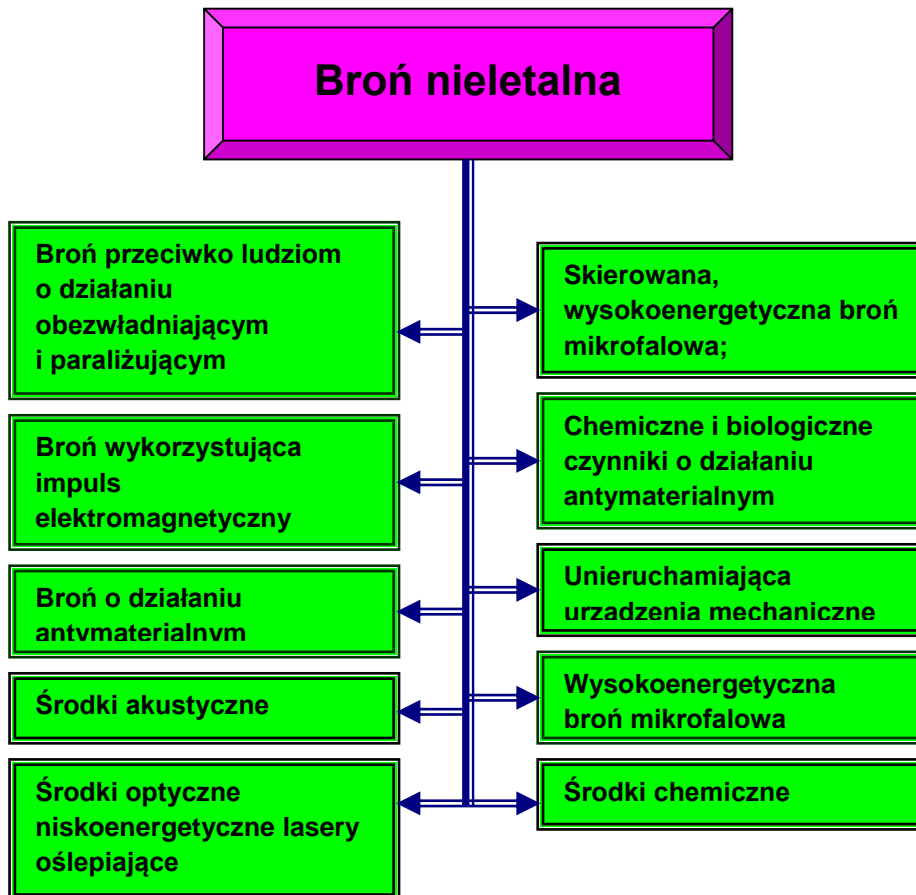 Broń nieletalna
Broń przeciwko ludziom
o działaniu
obezwładniającym
i paraliżującym
Broń wykorzystująca
impuls
elektromagnetyczny
Broń o działaniu
antymaterialnym
Środki akustyczne
Środki optyczne
niskoenergetyczne lasery
oślepiające
Skierowana,
wysokoenergetyczna broń
mikrofalowa;
Chemiczne i biologiczne
czynniki o działaniu
antymaterialnym
Unieruchamiająca
urządzenia mechaniczne
Wysokoenergetyczna
broń mikrofalowa
Środki chemiczne